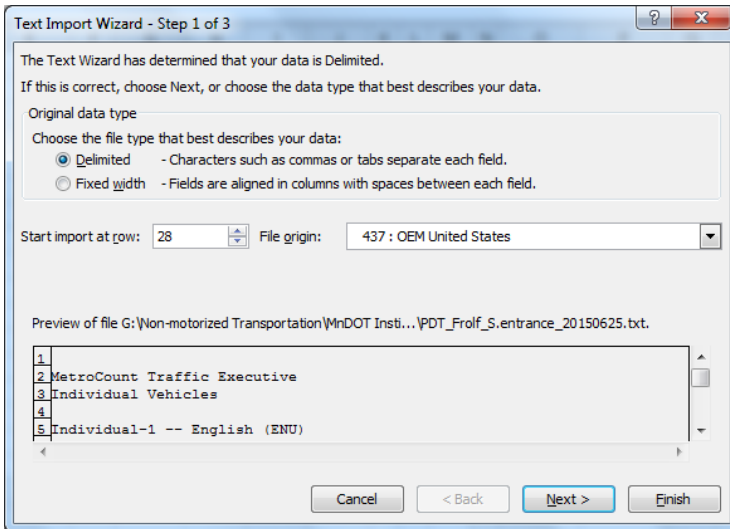 Text Import Wizard - Step 1 of 3
The Text Wizard has determined that your data is Delimited.
If this is correct, choose Next, or choose the data type that best describes your data.
Original data type
Choose the file type that best describes your data:
Delimited - Characters such as commas or tabs separate each field.
Fixed width - Fields are aligned in columns with spaces between each field.
Start import at row: 28 File origin: 437 : OEM United States
Preview of file G:\Non-motorized Transportation\MnDOT Insti...\PDT_Frolf_S.entrance_20150625.txt.
1
2 MetroCount Traffic Executive
3 Individual Vehicles
4
5 Individual-1 -- English (ENU)
Cancel < Back Next > Finish